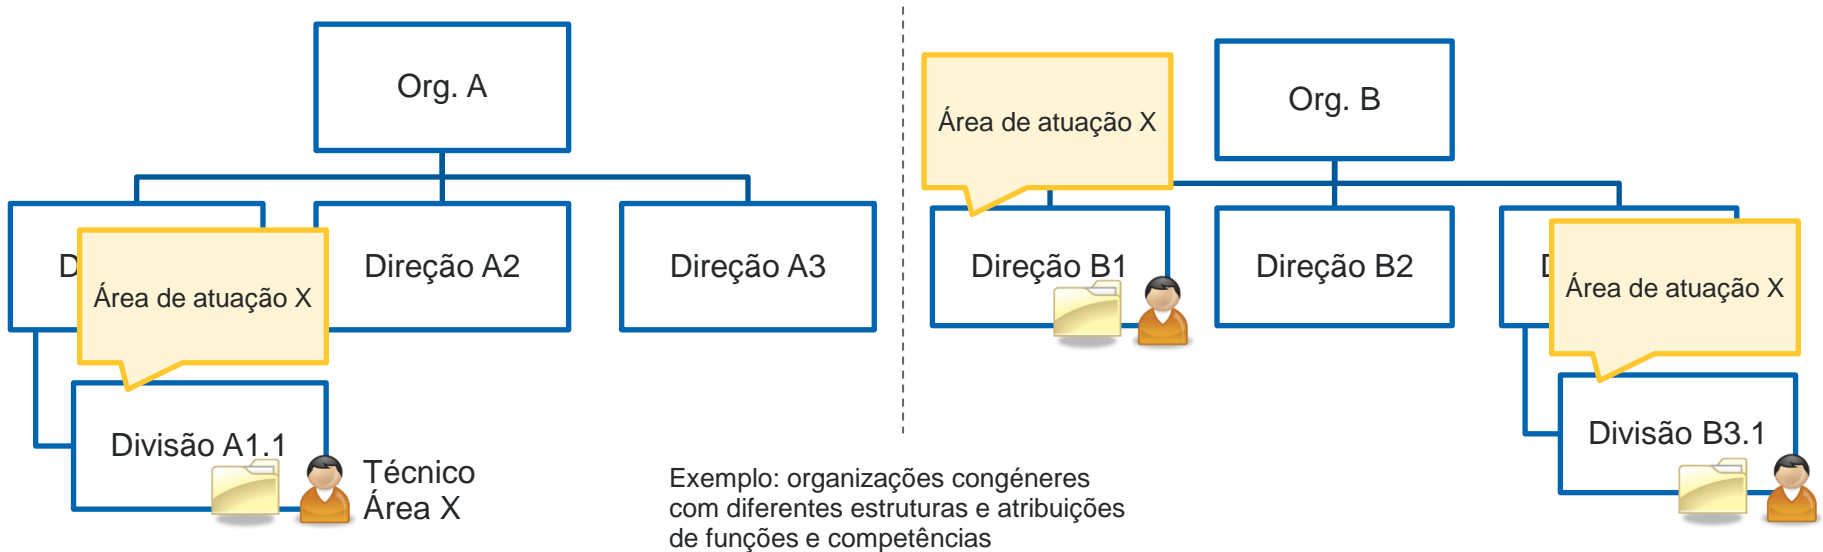 Org. A
Área de atuação X
Org. B
D
Direção A2
Direção A3
Direção B1
Direção B2
Área de atuação X
Área de atuação X
Divisão A1.1
Divisão B3.1
Técnico
Área X
Exemplo: organizações congéneres
com diferentes estruturas e atribuições
de funções e competências